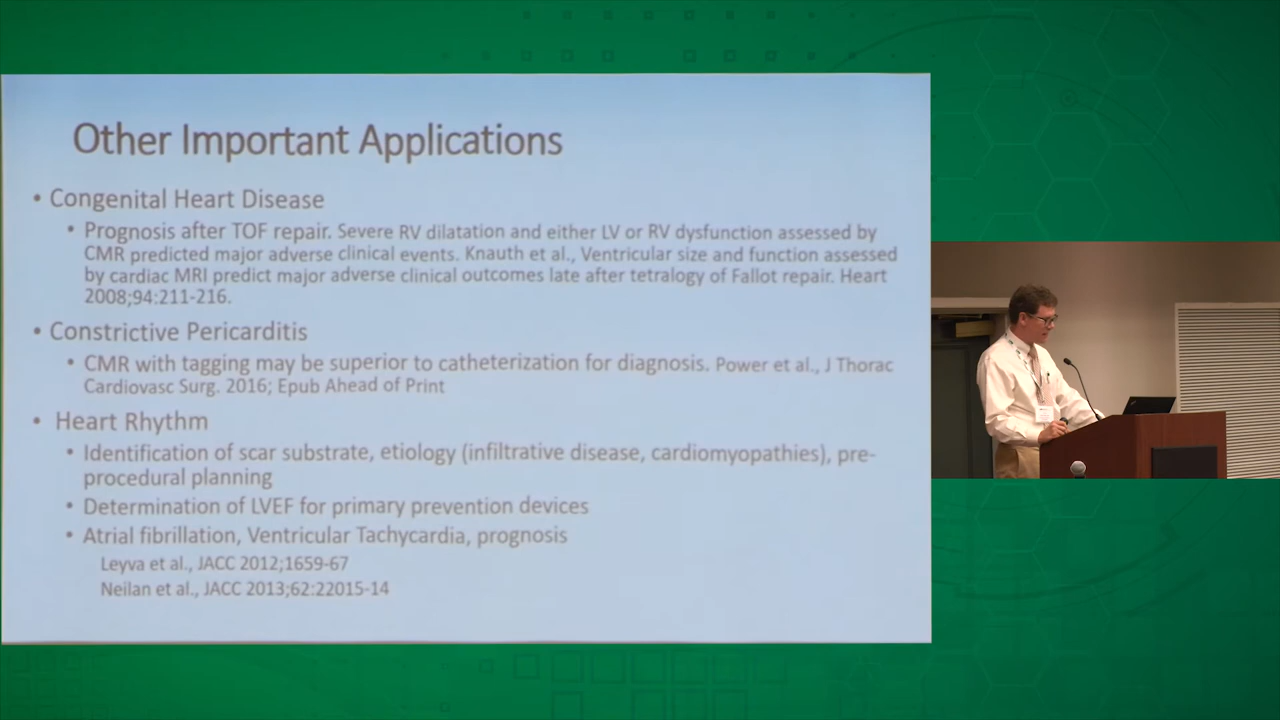 Other Important Applications
• Congenital Heart Disease
• Prognosis after TOF repair. Severe RV dilatation and either LV or RV dysfunction assessed by
CMR predicted major adverse clinical events. Knauth et al., Ventricular size and function assessed
by cardiac MRI predict major adverse clinical outcomes late after tetralogy of Fallot repair. Heart
2008;94:211-216.
• Constrictive Pericarditis
• CMR with tagging may be superior to catheterization for diagnosis. Power et al., J Thorac
Cardiovasc Surg. 2016; Epub Ahead of Print
• Heart Rhythm
• Identification of scar substrate, etiology (infiltrative disease, cardiomyopathies), pre-
procedural planning
• Determination of LVEF for primary prevention devices
• Atrial fibrillation, Ventricular Tachycardia, prognosis
Leyva et al., JACC 2012;1659-67
Neilan et al., JACC 2013;62:22015-14